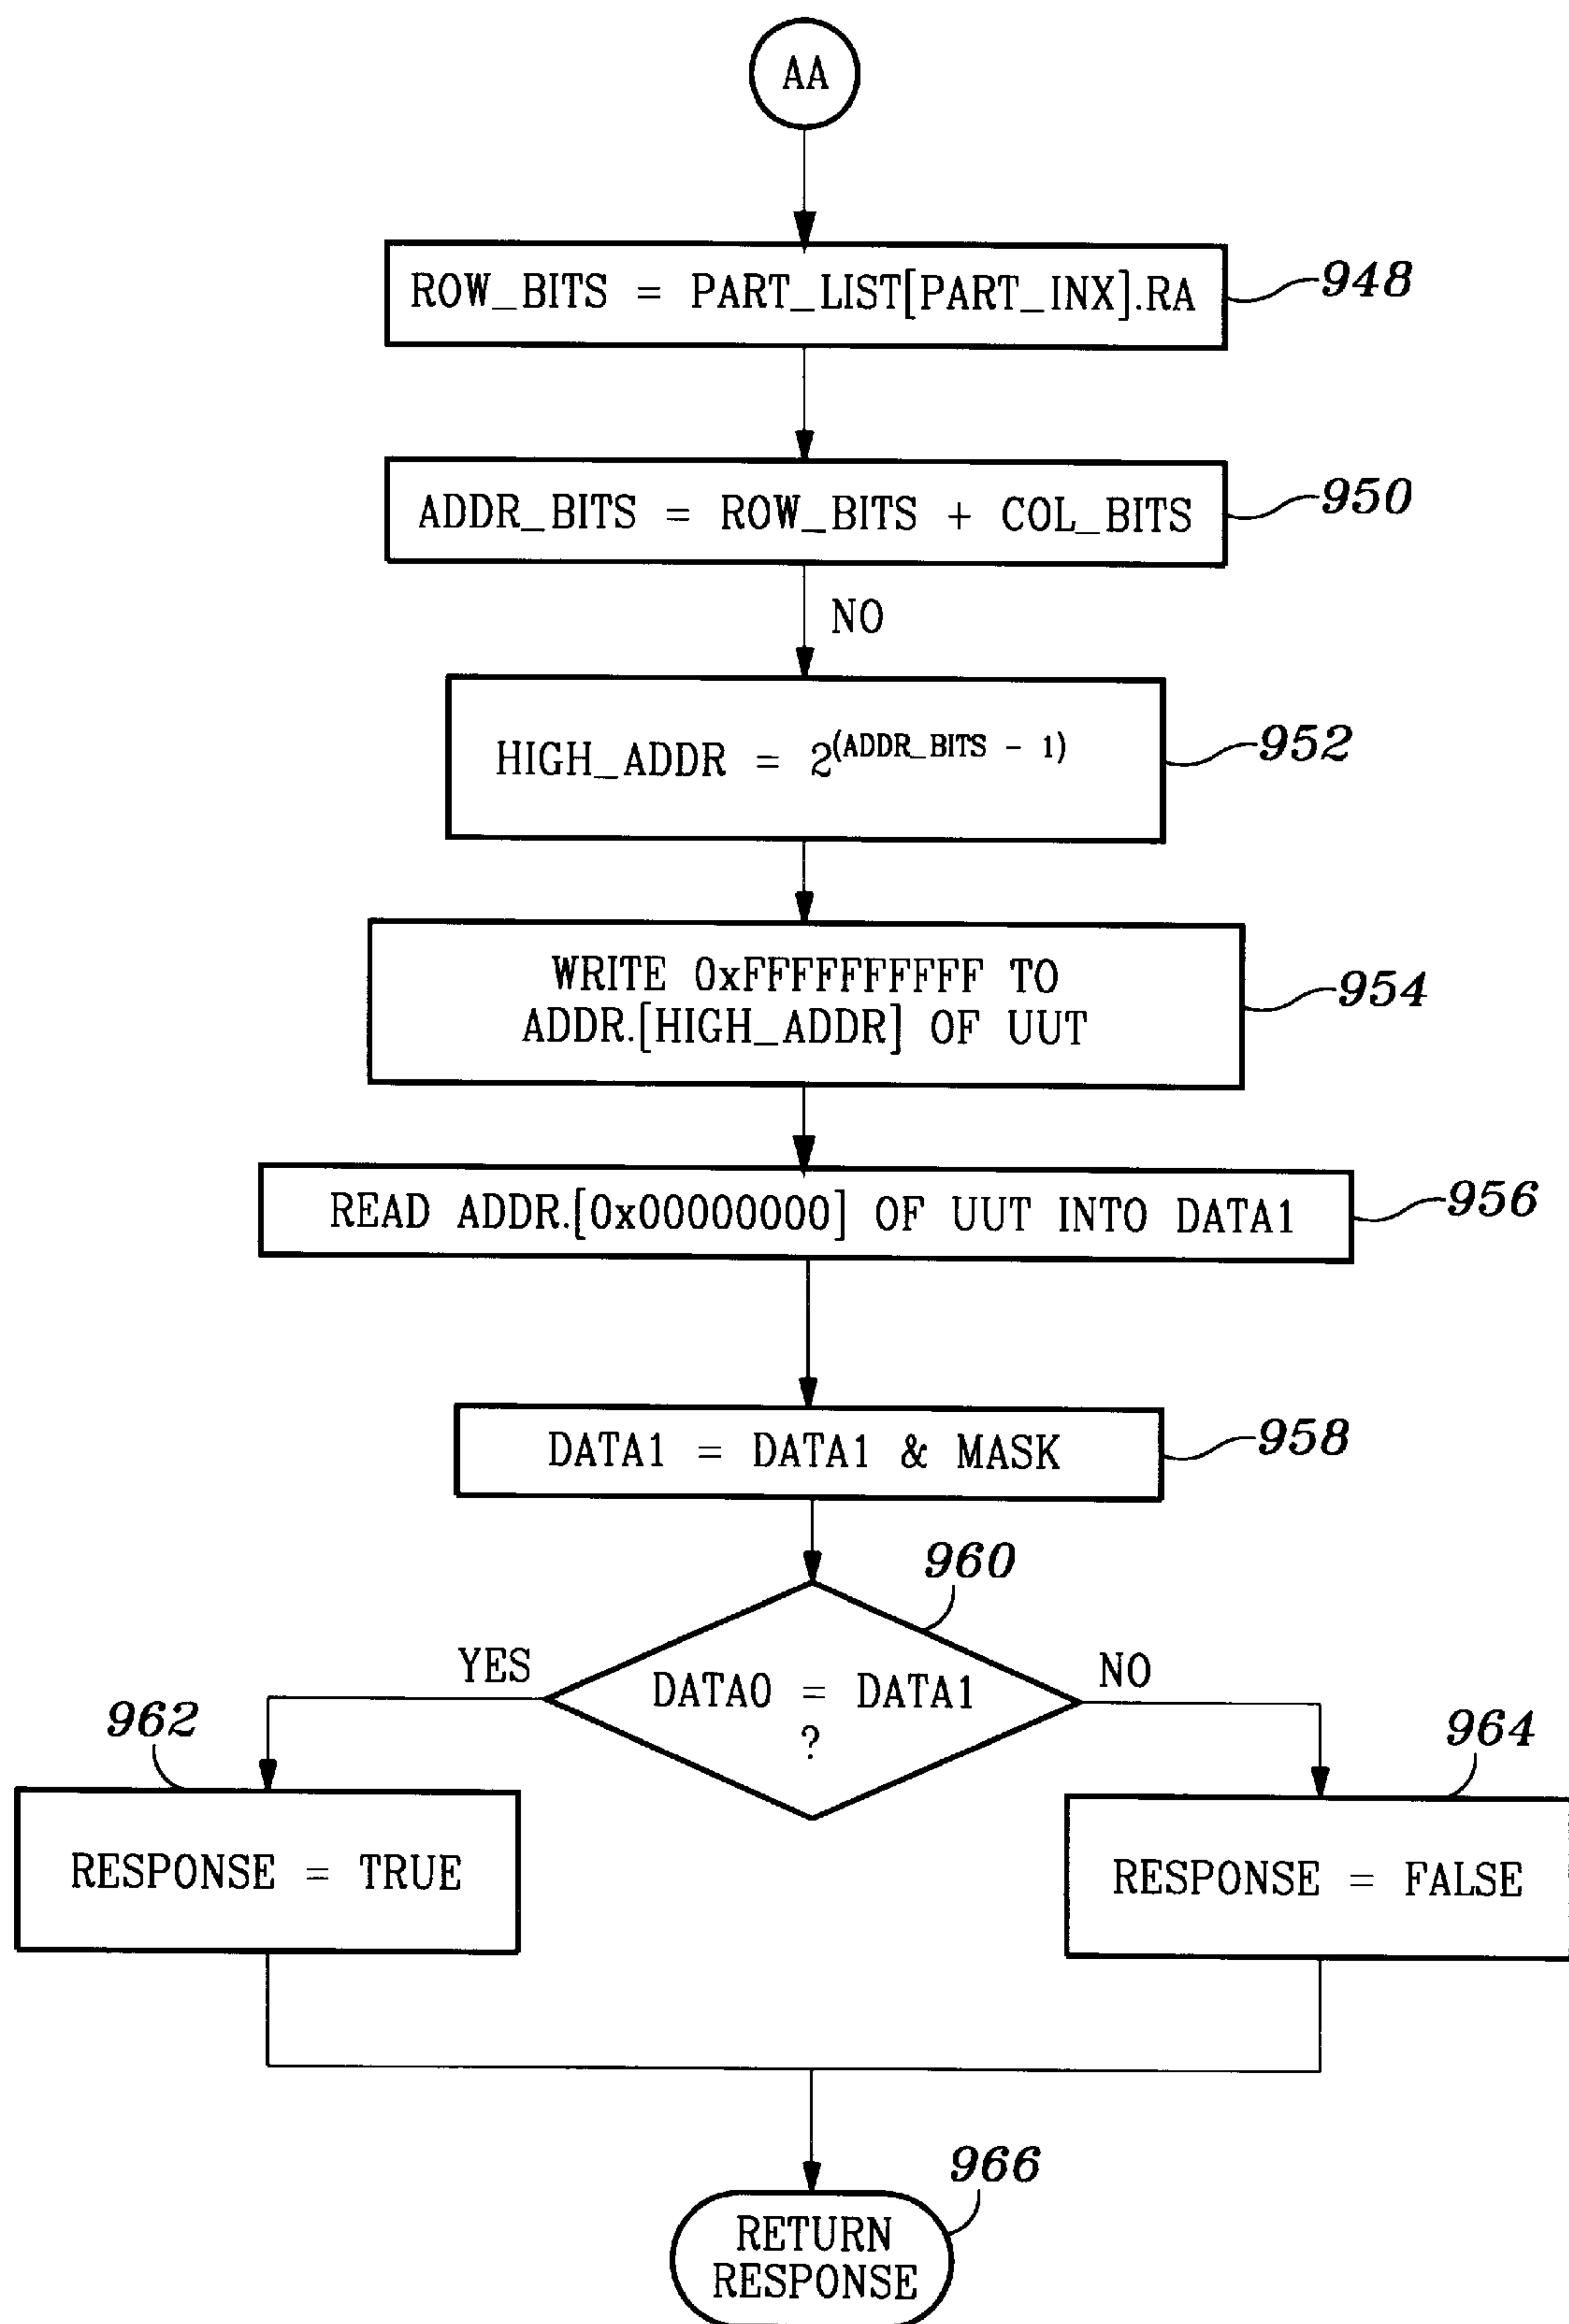 AA
ROW_BITS = PART_LIST[PART_INX].RA
948
ADDR_BITS = ROW_BITS + COL_BITS
950
NO
HIGH_ADDR = 2(ADDR_BITS - 1)
952
WRITE 0xFFFFFFFFFF TO
ADDR.[HIGH_ADDR] OF UUT
954
READ ADDR.[0x00000000] OF UUT INTO DATA1
956
DATA1 = DATA1 & MASK
958
960
YES
DATA0 = DATA1
?
NO
962
964
RESPONSE = TRUE
RESPONSE = FALSE
966
RETURN
RESPONSE